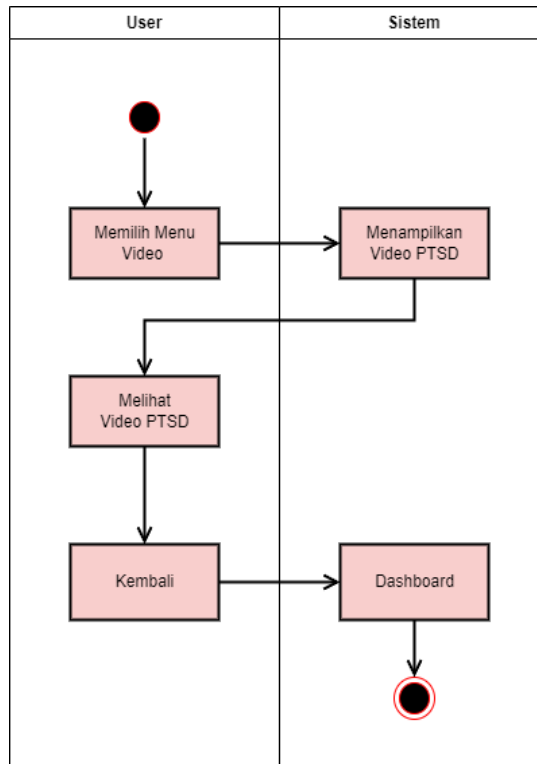 User
Sistem
Memilih Menu
Video
Menampilkan
Video PTSD
Melihat
Video PTSD
Kembali
Dashboard